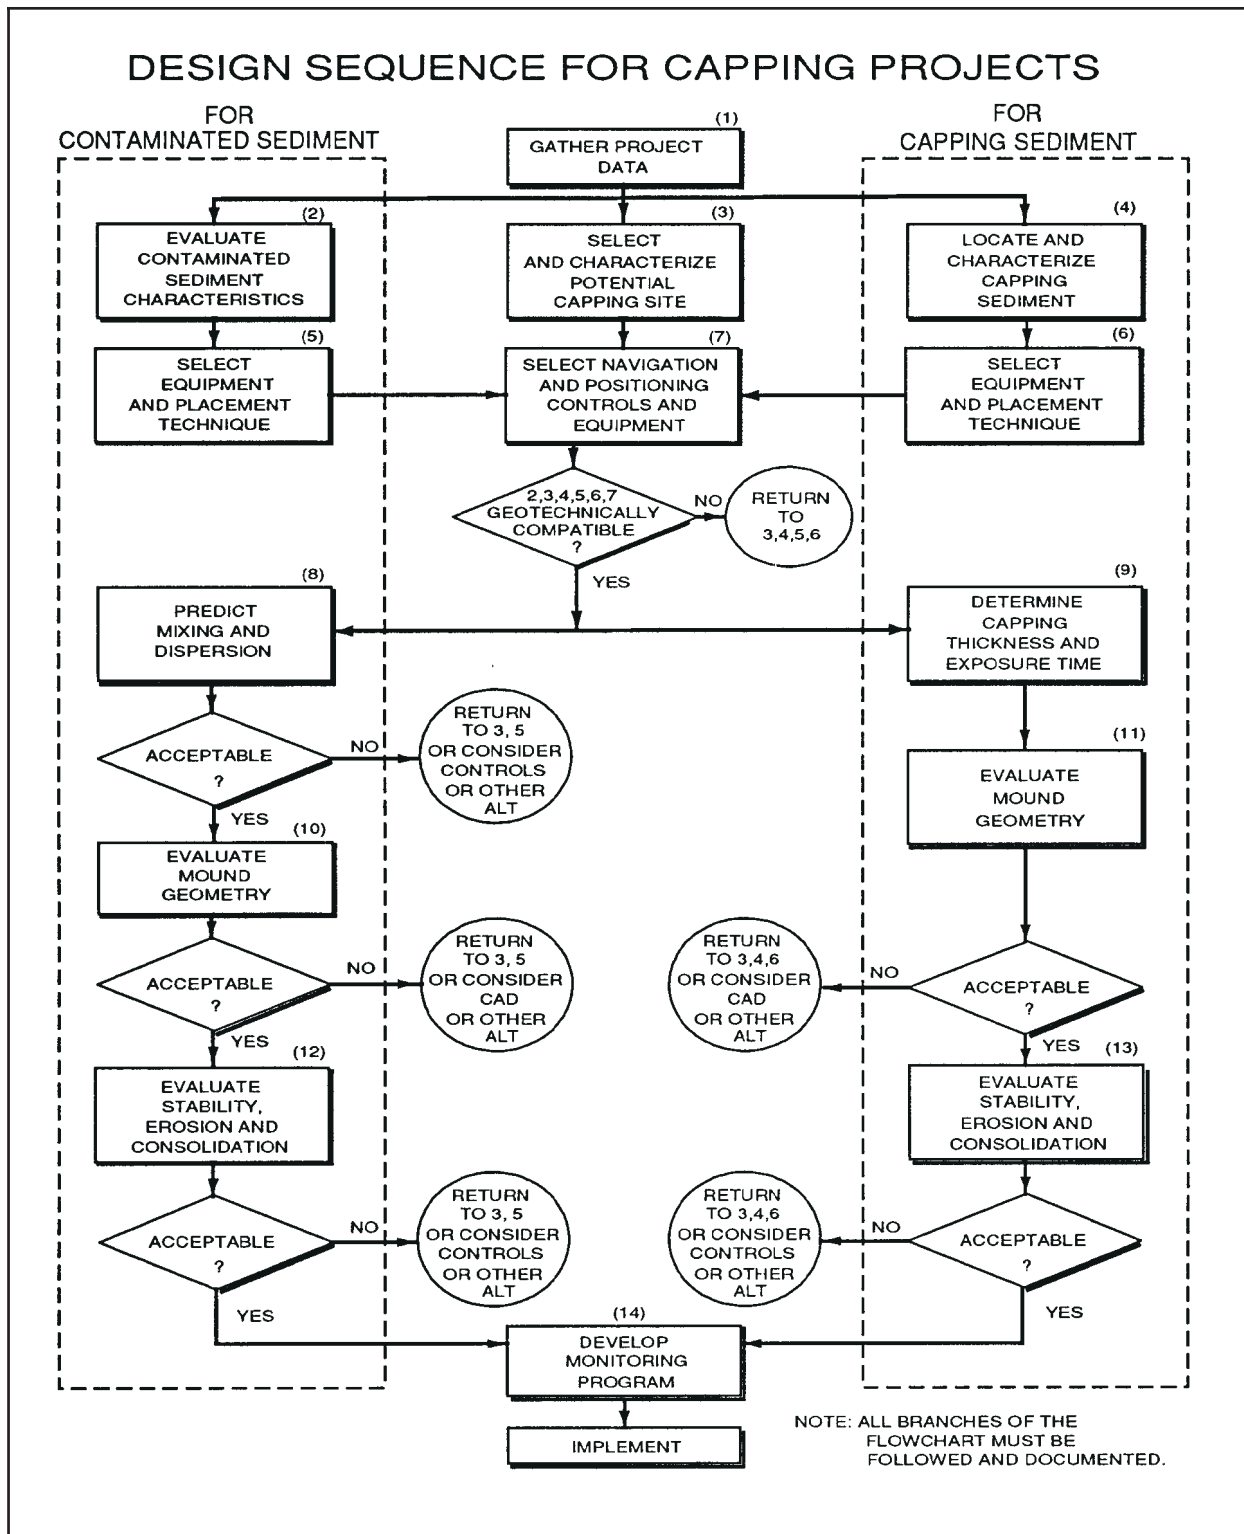 DESIGN SEQUENCE FOR CAPPING PROJECTS
FOR
CONTAMINATED SEDIMENT
FOR
CAPPING SEDIMENT
(1)
GATHER PROJECT
DATA
(2)
EVALUATE
CONTAMINATED
SEDIMENT
CHARACTERISTICS
(3)
SELECT
AND CHARACTERIZE
POTENTIAL
CAPPING SITE
(4)
LOCATE AND
CHARACTERIZE
CAPPING
SEDIMENT
(5)
SELECT
EQUIPMENT
AND PLACEMENT
TECHNIQUE
(7)
SELECT NAVIGATION
AND POSITIONING
CONTROLS AND
EQUIPMENT
(6)
SELECT
EQUIPMENT
AND PLACEMENT
TECHNIQUE
2,3,4,5,6,7
GEOTECHNICALLY
COMPATIBLE
?
NO
RETURN
TO
3,4,5,6
YES
(8)
PREDICT
MIXING AND
DISPERSION
(9)
DETERMINE
CAPPING
THICKNESS AND
EXPOSURE TIME
ACCEPTABLE
?
NO
RETURN
TO 3, 5
OR CONSIDER
CONTROLS
OR OTHER
ALT
YES
(11)
EVALUATE
MOUND
GEOMETRY
(10)
EVALUATE
MOUND
GEOMETRY
ACCEPTABLE
?
NO
RETURN
TO 3, 5
OR CONSIDER
CAD
OR OTHER
ALT
YES
RETURN
TO 3,4,6
OR CONSIDER
CAD
OR OTHER
ALT
NO
ACCEPTABLE
?
YES
(12)
EVALUATE
STABILITY,
EROSION AND
CONSOLIDATION
(13)
EVALUATE
STABILITY,
EROSION AND
CONSOLIDATION
ACCEPTABLE
?
NO
RETURN
TO 3, 5
OR CONSIDER
CONTROLS
OR OTHER
ALT
YES
RETURN
TO 3,4,6
OR CONSIDER
CONTROLS
OR OTHER
ALT
NO
ACCEPTABLE
?
YES
(14)
DEVELOP
MONITORING
PROGRAM
IMPLEMENT
NOTE: ALL BRANCHES OF THE
FLOWCHART MUST BE
FOLLOWED AND DOCUMENTED.